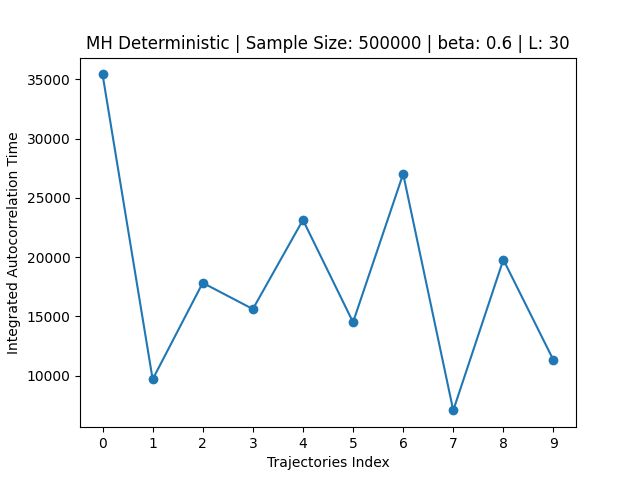 MH Deterministic | Sample Size: 500000 | beta: 0.6 | L: 30
35000
30000
25000
20000
15000
10000
Integrated Autocorrelation Time
0 1 2 3 4 5 6 7 8 9
Trajectories Index